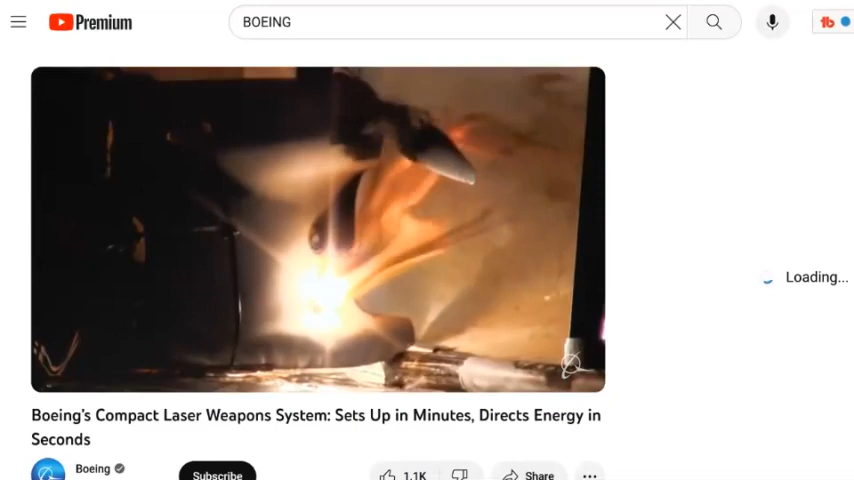 Premium
BOEING
Loading...
Boeing's Compact Laser Weapons System: Sets Up in Minutes, Directs Energy in
Seconds
Boeing
Subscribe
1.1K
Share